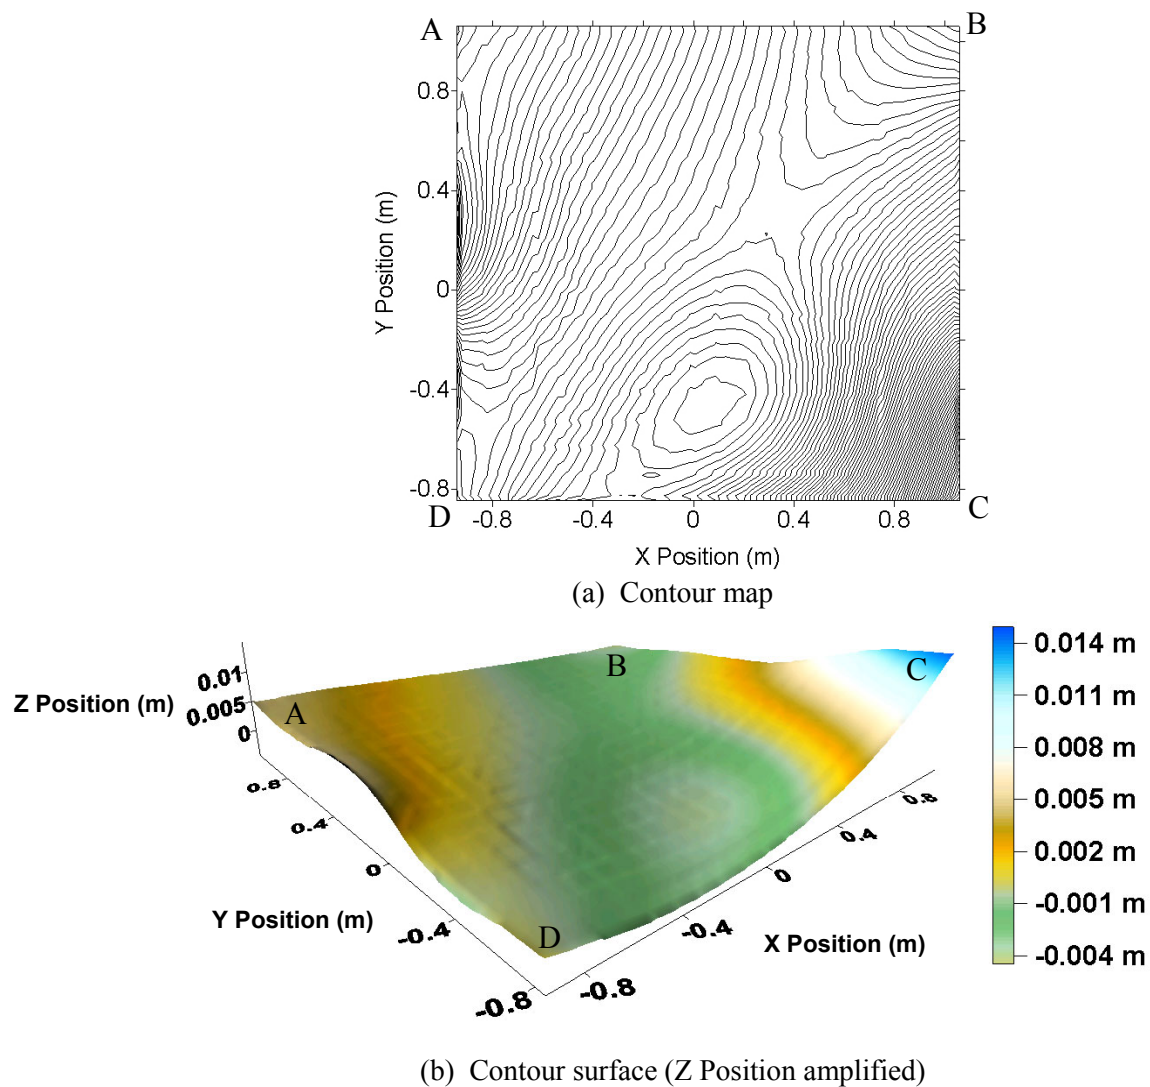 A
B
0.8
0.4
0
-0.4
-0.8
Y Position (m)
D
C
-0.8
-0.4
0
0.4
0.8
X Position (m)
(a) Contour map
Z Position (m)
0.01
0.005
0
A
B
C
D
0.8
0.4
0
-0.4
-0.8
Y Position (m)
-0.8
-0.4
0
0.4
0.8
X Position (m)
0.014 m
0.011 m
0.008 m
0.005 m
0.002 m
-0.001 m
-0.004 m
(b) Contour surface (Z Position amplified)